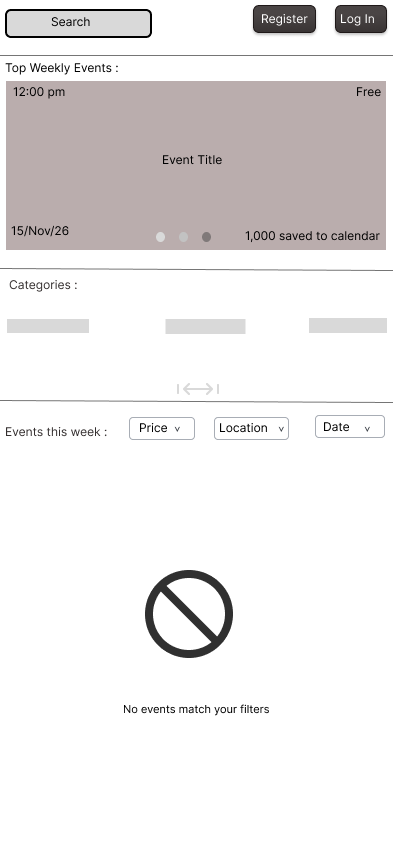 Search
Register
Log In
Top Weekly Events :
12:00 pm
Free
Event Title
15/Nov/26
1,000 saved to calendar
Categories :
Events this week :
Price
Location
Date
No events match your filters